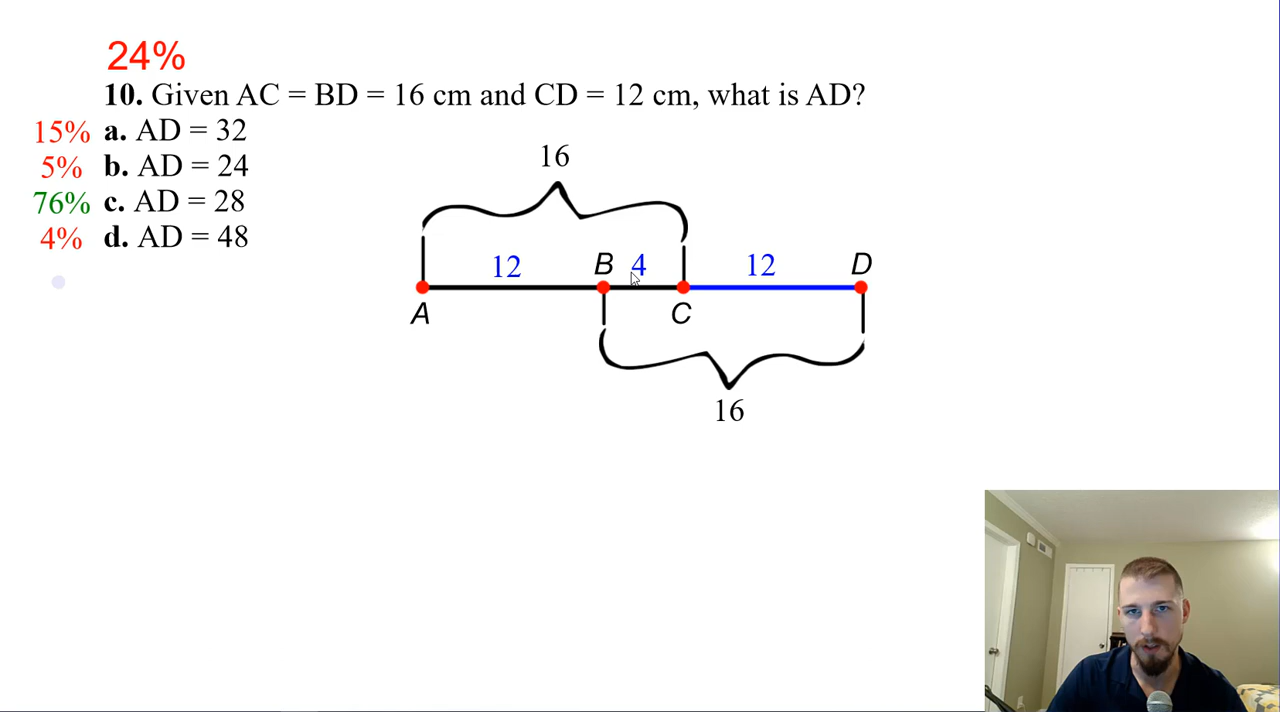 24%
10. Given AC = BD = 16 cm and CD = 12 cm, what is AD?
15% a. AD = 32
5% b. AD = 24
76% c. AD = 28
4% d. AD = 48
16
12 B 4 12 D
A C
16